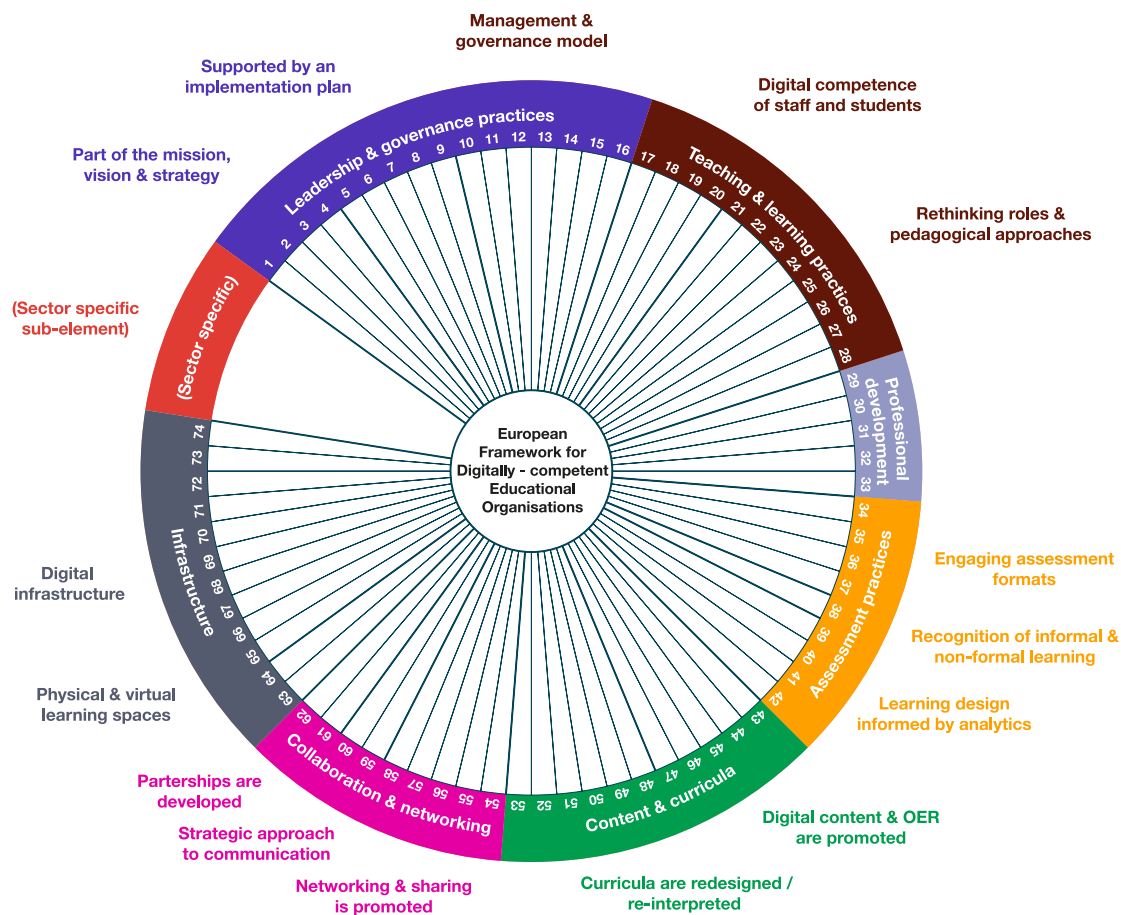 Management &
governance model
Supported by an
implementation plan
Digital competence
of staff and students
Part of the mission,
vision & strategy
Rethinking roles &
pedagogical approaches
(Sector specific
sub-element)
Leadership & governance practices
1 2 3 4 5 6 7 8 9 10 11 12 13 14 15 16
Teaching & learning practices
17 18 19 20 21 22 23 24 25 26 27 28
Professional
development
29 30 31 32 33
Assessment practices
34 35 36 37 38 39 40 41 42
Content & curricula
43 44 45 46 47 48 49 50 51 52 53
Collaboration & networking
54 55 56 57 58 59 60 61 62
Infrastructure
63 64 65 66 67 68 69 70 71 72 73 74
(Sector specific)
European
Framework for
Digitally - competent
Educational
Organisations
Engaging assessment
formats
Recognition of informal &
non-formal learning
Learning design
informed by analytics
Digital content & OER
are promoted
Curricula are redesigned /
re-interpreted
Networking & sharing
is promoted
Strategic approach
to communication
Parterships are
developed
Physical & virtual
learning spaces
Digital
infrastructure